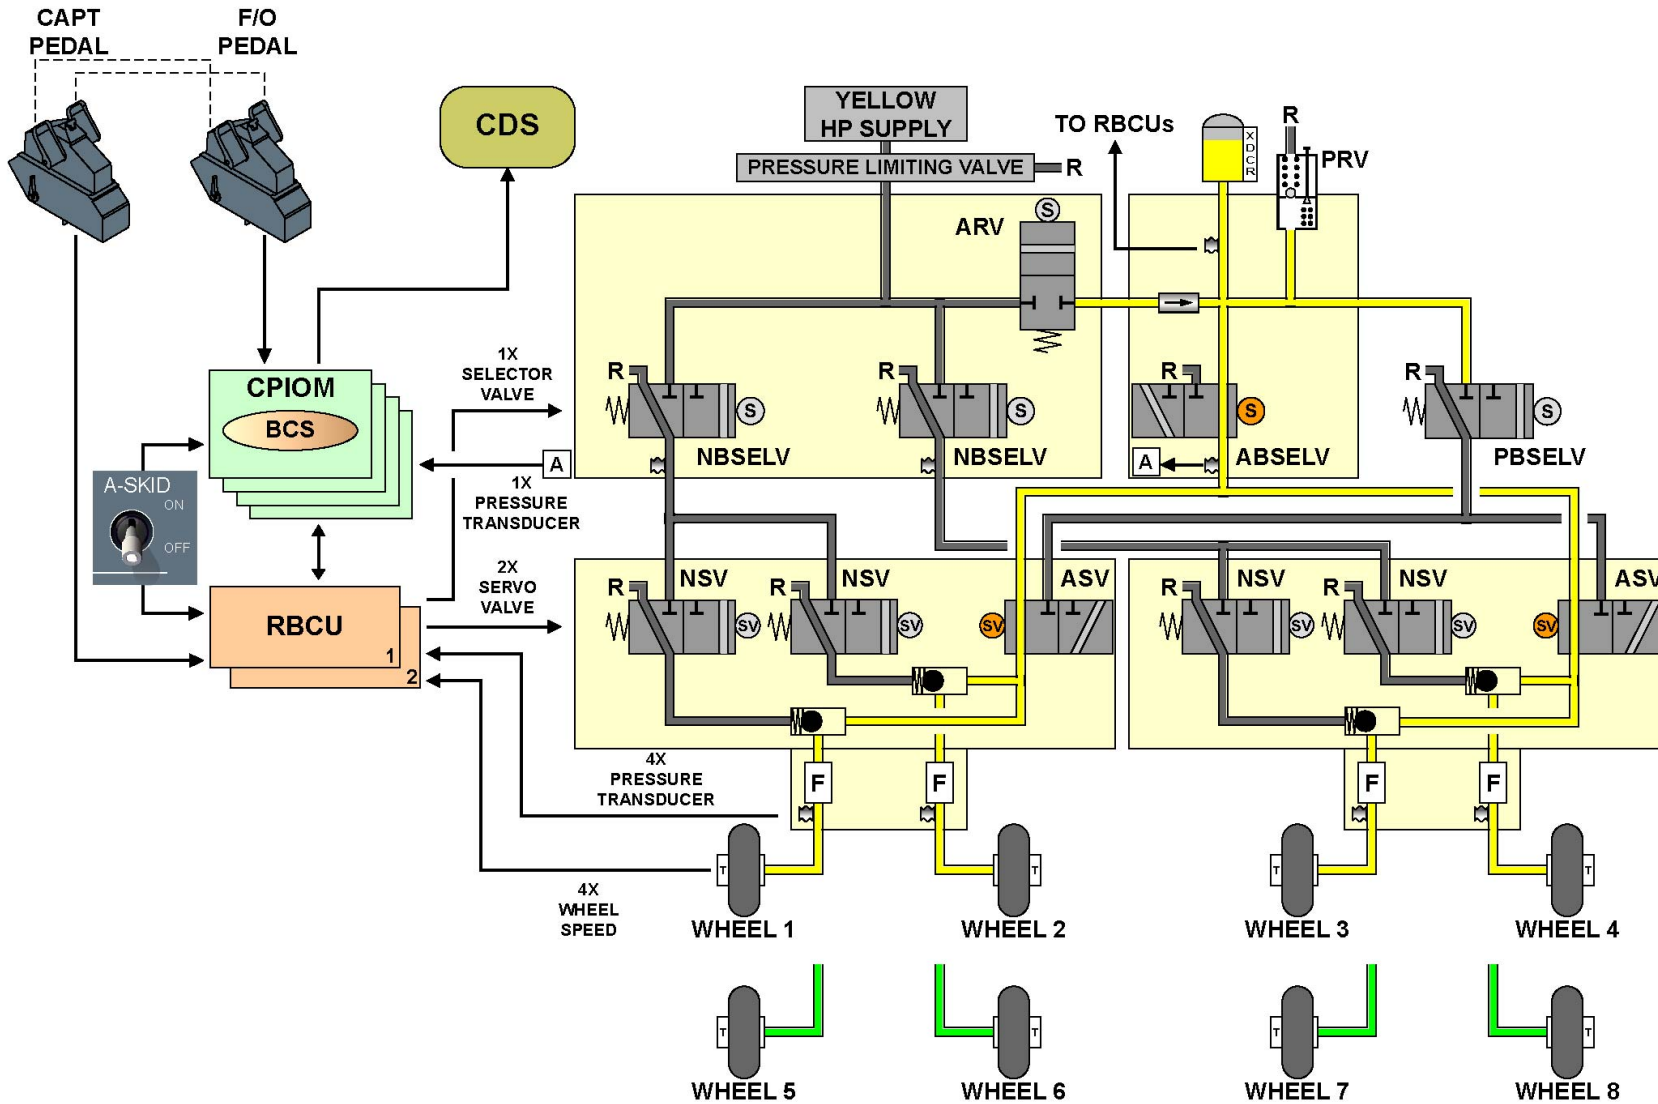 CAPT
PEDAL
F/O
PEDAL
CDS
YELLOW
HP SUPPLY
PRESSURE LIMITING VALVE
R
TO RBCUs
XDCR
R
PRV
ARV
S
1X
SELECTOR
VALVE
CPIOM
BCS
A
1X
PRESSURE
TRANSDUCER
A-SKID
ON
OFF
R
S
NBSELV
R
S
NBSELV
R
S
A
ABSELV
R
S
PBSELV
2X
SERVO
VALVE
RBCU
1
2
NSV
R
SV
NSV
R
SV
ASV
SV
NSV
R
SV
NSV
R
SV
ASV
SV
4X
PRESSURE
TRANSDUCER
F
F
F
F
4X
WHEEL
SPEED
T
T
T
T
WHEEL 1
WHEEL 2
WHEEL 3
WHEEL 4
T
T
T
T
WHEEL 5
WHEEL 6
WHEEL 7
WHEEL 8